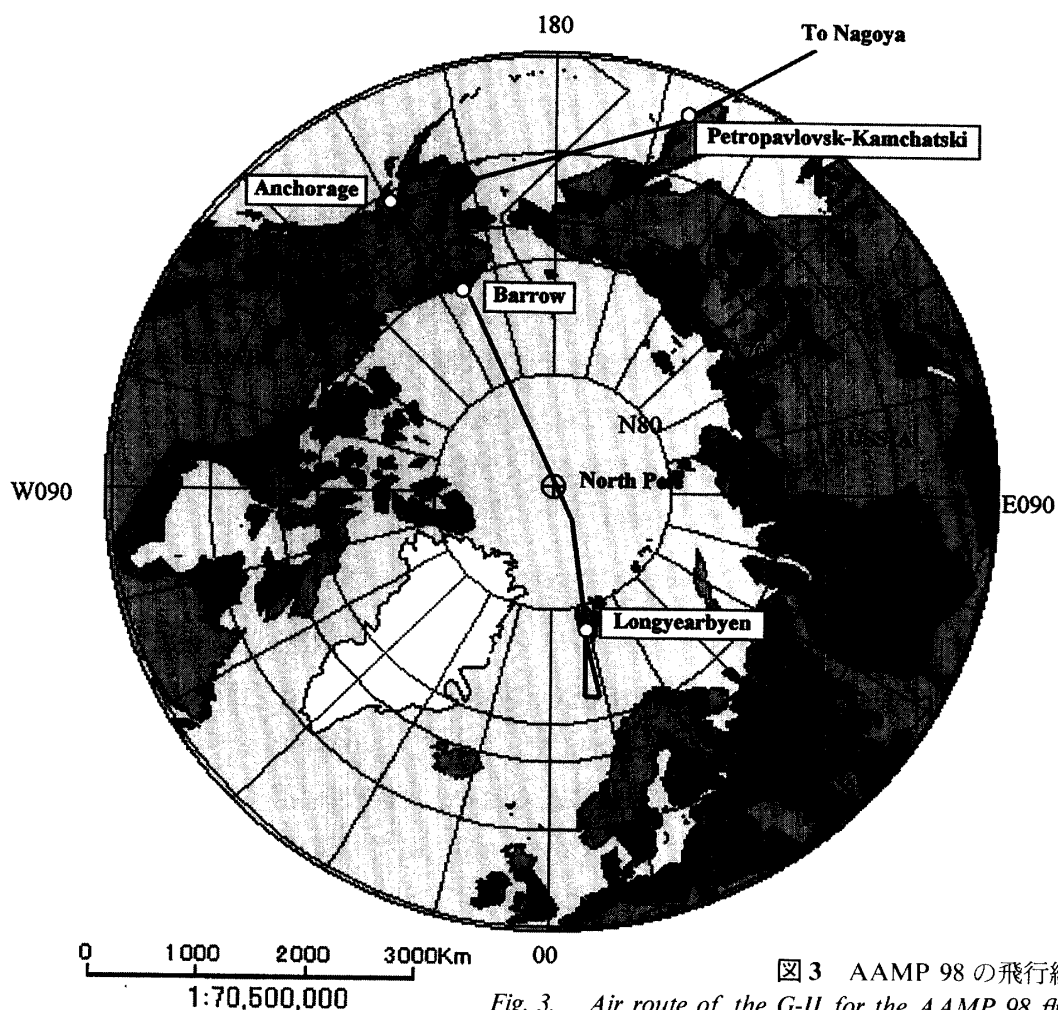 180
To Nagoya
Petropavlovsk-Kamchatski
Anchorage
Barrow
N80
W090
North Pole
E090
Longyearbyen
0 1000 2000 3000Km
00
1:70,500,000
図3 AAMP 98 の飛行
Fig. 3. Air route of the G-II for the AAMP 98